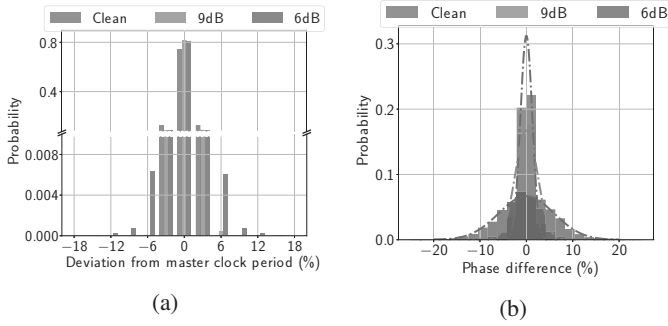 Clean 9dB 6dB
0.8
0.4
0.008
0.004
0.000
Probability
−18 −12 −6 0 6 12 18
Deviation from master clock period (%)
(a)
Clean 9dB 6dB
0.3
0.2
0.1
0.0
Probability
−20 −10 0 10 20
Phase difference (%)
(b)